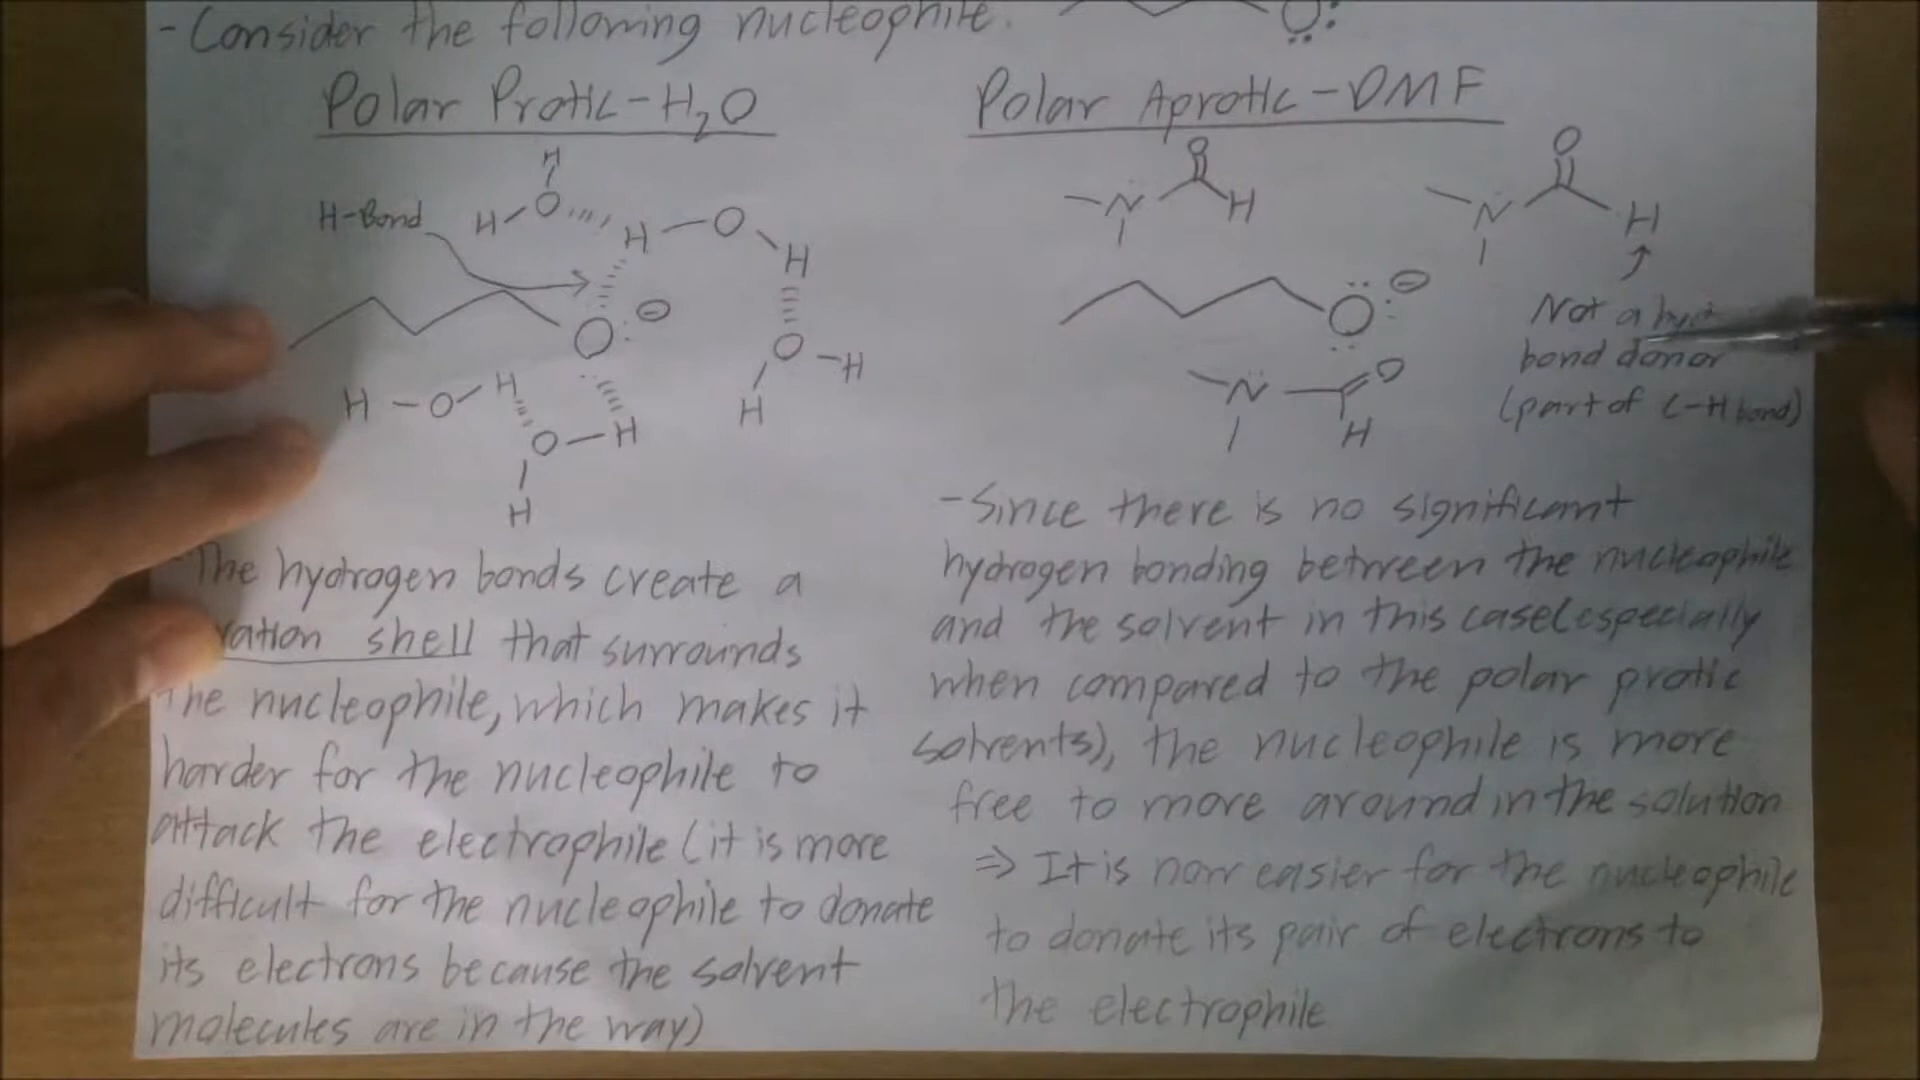 - Consider the following nucleophile:
Polar Protic - H2O
H-Bond
The hydrogen bonds create a
shell that surrounds
the nucleophile, which makes it
harder for the nucleophile to
attack the electrophile (it is more
difficult for the nucleophile to donate
its electrons because the solvent
molecules are in the way)
Polar Aprotic - DMF
Not a
bond donor
(part of C-H bond)
- Since there is no significant
hydrogen bonding between the nucleophile
and the solvent in this case (especially
when compared to the polar protic
solvents), the nucleophile is more
free to move around in the solution
⇒ It is now easier for the nucleophile
to donate its pair of electrons to
the electrophile